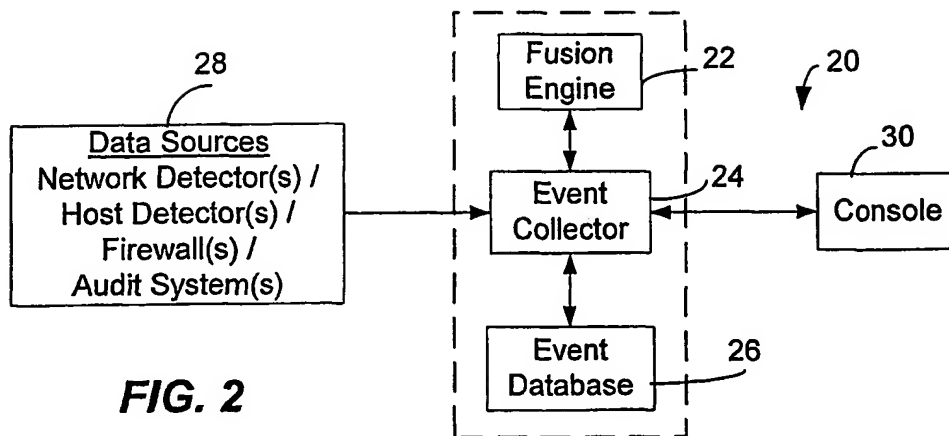 28
Data Sources
Network Detector(s) /
Host Detector(s) /
Firewall(s) /
Audit System(s)
Fusion
Engine
22
20
Event
Collector
24
30
Console
Event
Database
26
FIG. 2